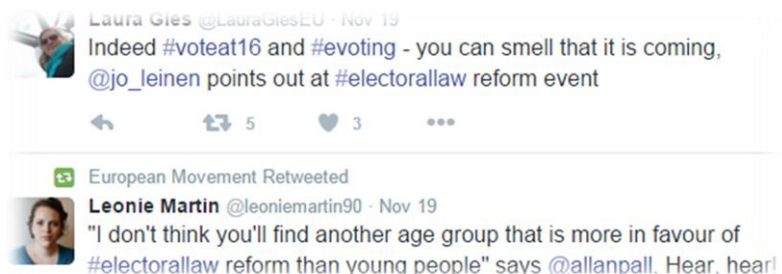 Laura Gies @LauraGiesEU · Nov 19
Indeed #voteat16 and #evoting - you can smell that it is coming,
@jo_leinen points out at #electorallaw reform event
5 3
European Movement Retweeted
Leonie Martin @leoniemartin90 · Nov 19
"I don't think you'll find another age group that is more in favour of
#electorallaw reform than young people" says @allanpall. Hear, hear!